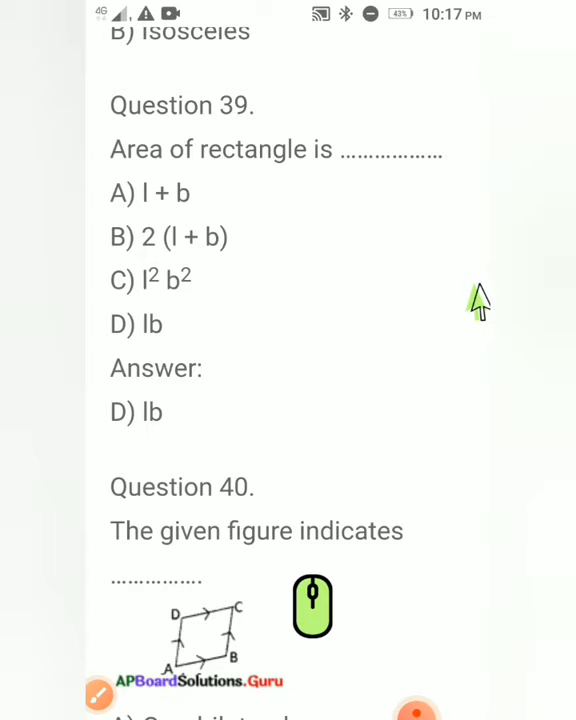 4G 43% 10:17 PM
B) Isosceles
Question 39.
Area of rectangle is ………………
A) l + b
B) 2 (l + b)
C) l² b²
D) lb
Answer:
D) lb
Question 40.
The given figure indicates
…………….
D C
A B
APBoardSolutions.Guru